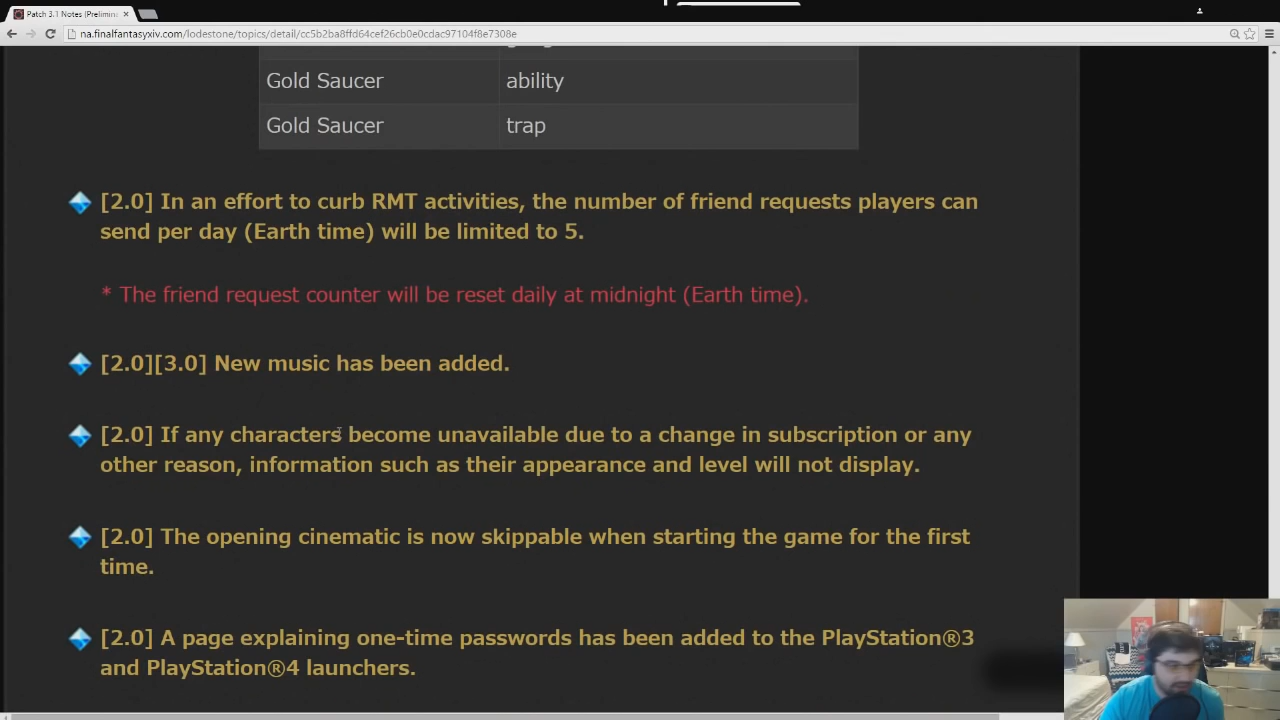 Patch 3.1 Notes (Prelimin
na.finalfantasyxiv.com/lodestone/topics/detail/cc5b2ba8ffd64cef26cb0e0cdac97104f8e7308e
Gold Saucer ability
Gold Saucer trap
[2.0] In an effort to curb RMT activities, the number of friend requests players can
send per day (Earth time) will be limited to 5.
* The friend request counter will be reset daily at midnight (Earth time).
[2.0][3.0] New music has been added.
[2.0] If any characters become unavailable due to a change in subscription or any
other reason, information such as their appearance and level will not display.
[2.0] The opening cinematic is now skippable when starting the game for the first
time.
[2.0] A page explaining one-time passwords has been added to the PlayStation®3
and PlayStation®4 launchers.